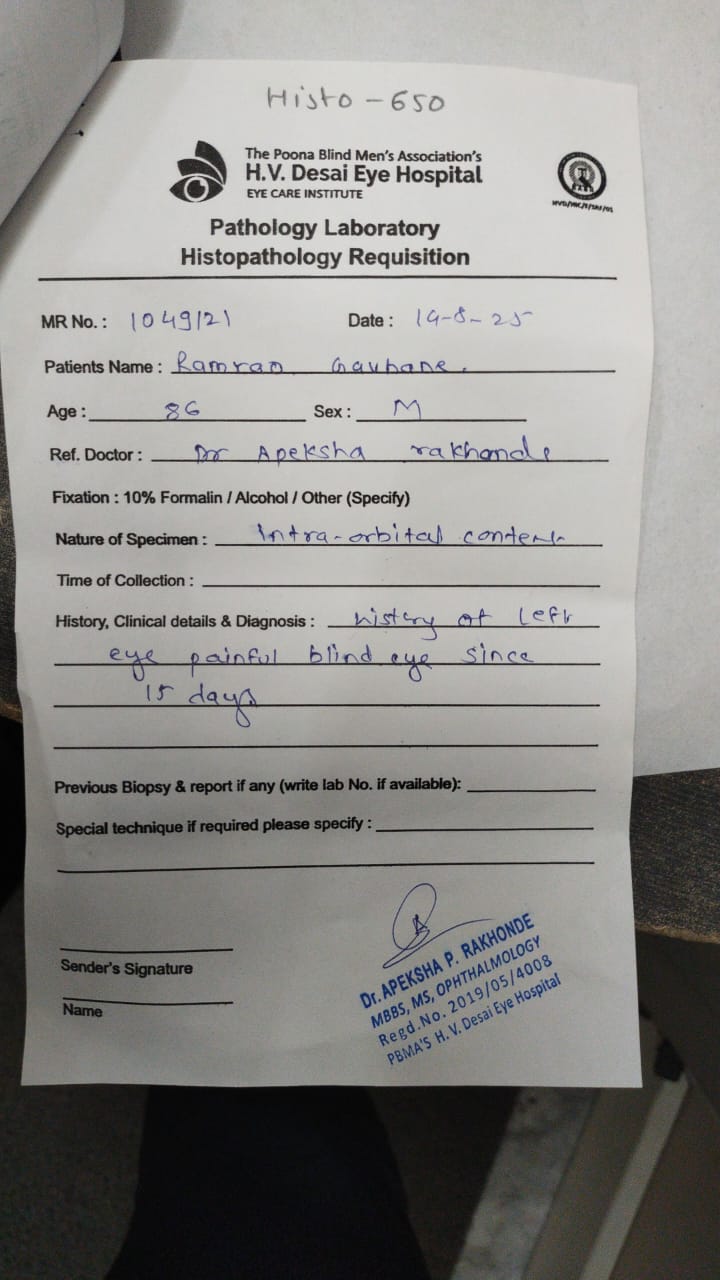 Histo - 650
The Poona Blind Men's Association's
H.V. Desai Eye Hospital
EYE CARE INSTITUTE
Pathology Laboratory
Histopathology Requisition
MR No. : 1049121 Date : 19-8-25
Patients Name : Ramrao Gavhane.
Age : 86 Sex : M
Ref. Doctor : Dr Apeksha rakhonde
Fixation : 10% Formalin / Alcohol / Other (Specify)
Nature of Specimen : Intra-orbital
Time of Collection :
History, Clinical details & Diagnosis : history of left
eye painful blind eye since
15 days
Previous Biopsy & report if any (write lab No. if available):
Special technique if required please specify :
Sender's Signature
Name
Dr. APEKSHA P. RAKHONDE
MBBS, MS, OPHTHALMOLOGY
Regd. No. 2019/05/4008
PBMA'S H. V. Desai Eye Hospital